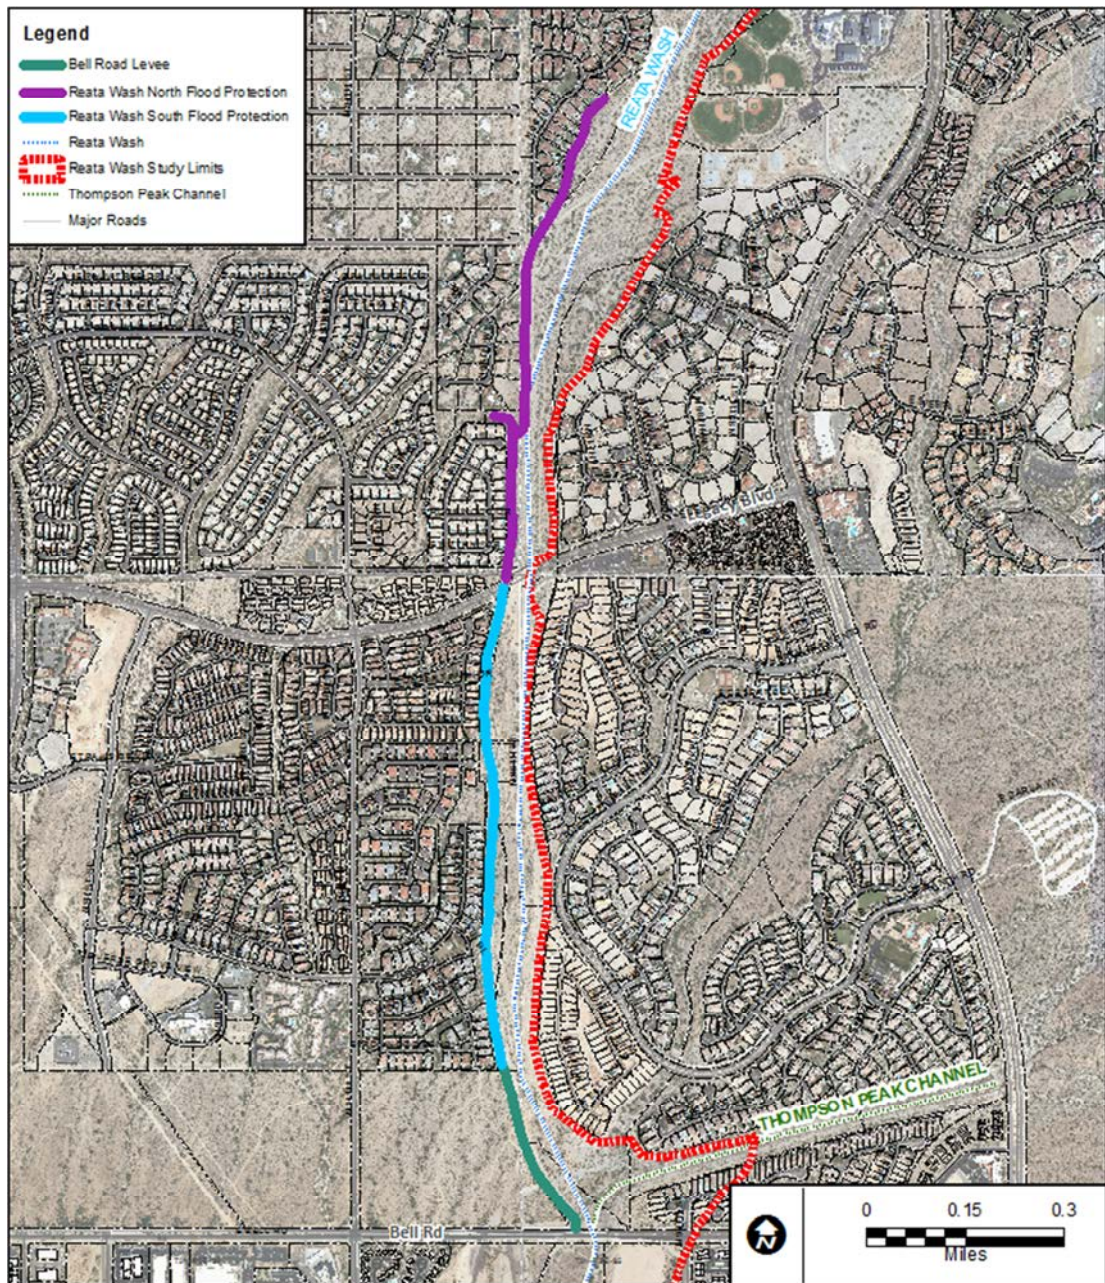 Legend
Bell Road Levee
Reata Wash North Flood Protection
Reata Wash South Flood Protection
Reata Wash
Reata Wash Study Limits
Thompson Peak Channel
Major Roads
REATA WASH
Legacy Blvd
THOMPSON PEAK CHANNEL
Bell Rd
N
0 0.15 0.3
Miles